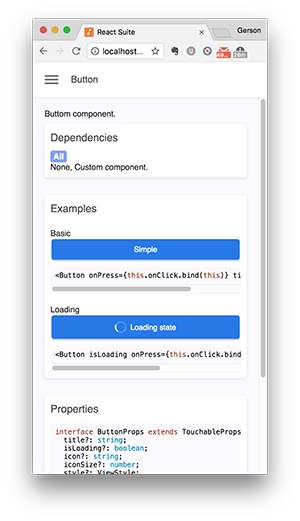 React Suite
Gerson
localhost...
Button
Buttom component.
Dependencies
All
None, Custom component.
Examples
Basic
Simple
<Button onPress={this.onClick.bind(this)} ti
Loading
Loading state
<Button isLoading onPress={this.onClick.bind
Properties
interface ButtonProps extends TouchableProps
title?: string;
isLoading?: boolean;
icon?: string;
iconSize?: number;
style?: ViewStyle;